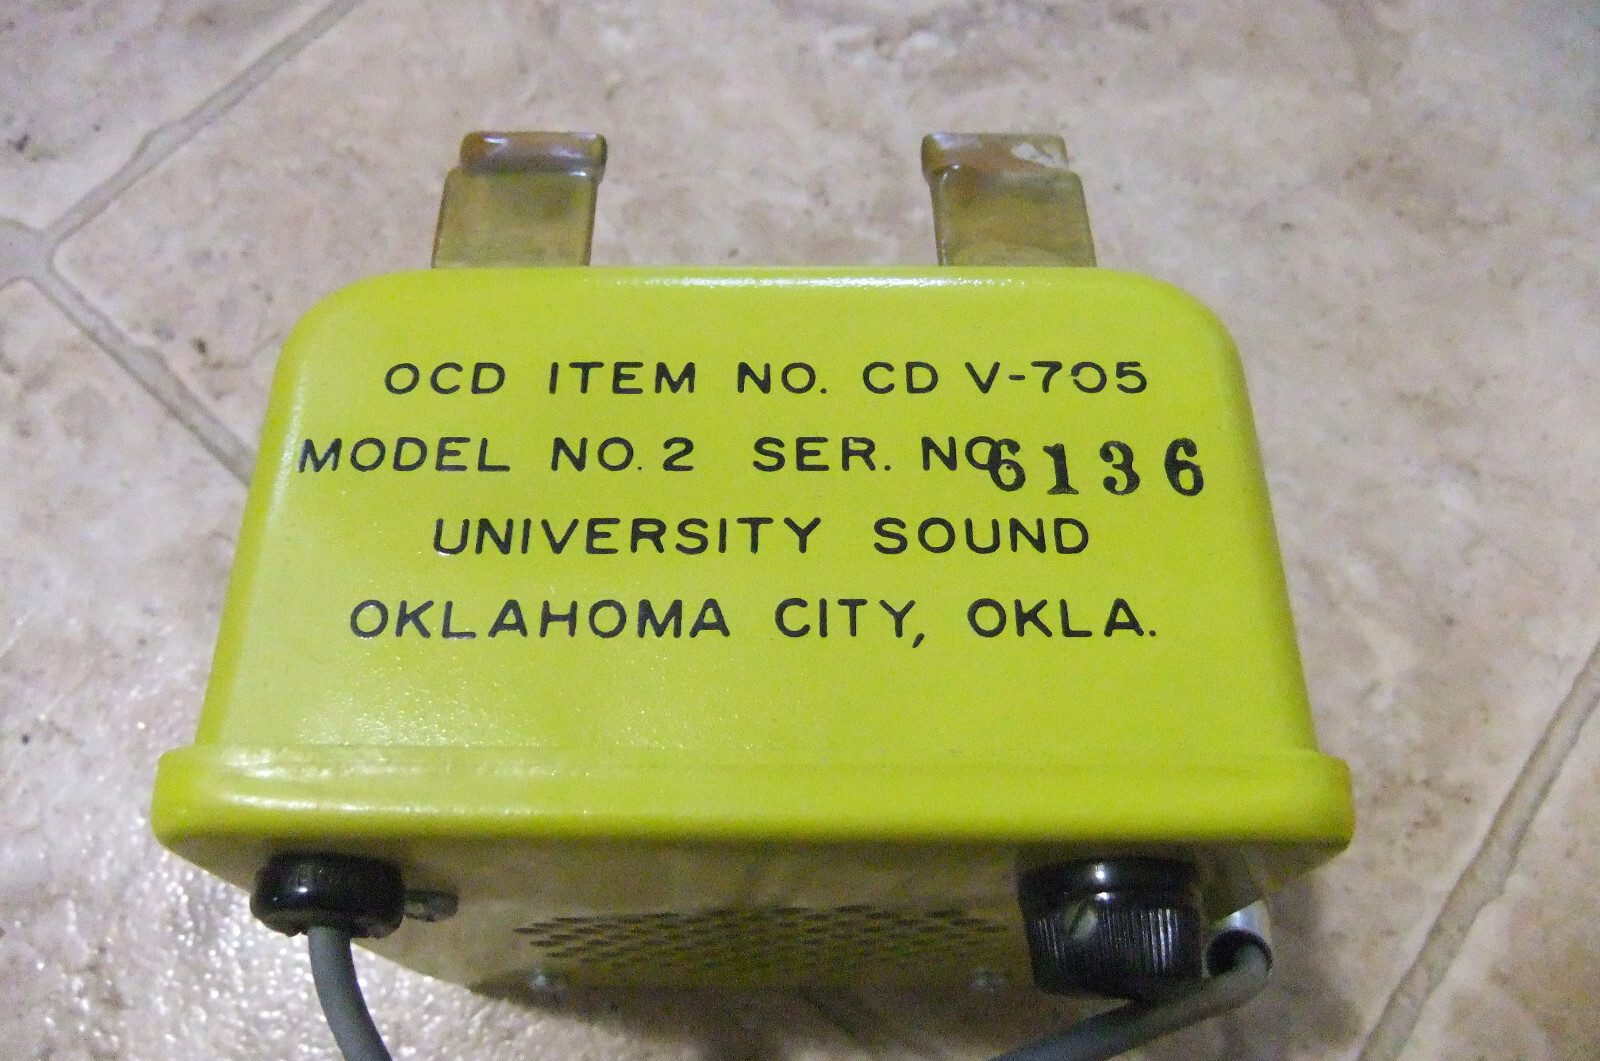 OCD ITEM NO. CD V-705
MODEL NO. 2 SER. NO. 6136
UNIVERSITY SOUND
OKLAHOMA CITY, OKLA.